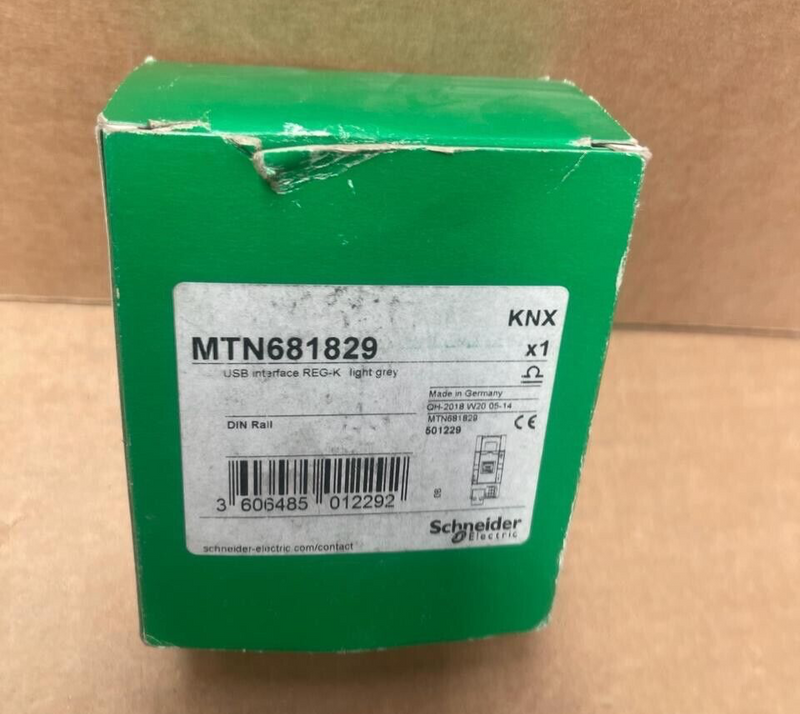 KNX
MTN681829
x1
USB interface REG-K light grey
Made in Germany
QH-2018 W20 05-14
MTN681829
CE
501229
DIN Rail
3 606485 012292
Schneider
Electric
schneider-electric.com/contact